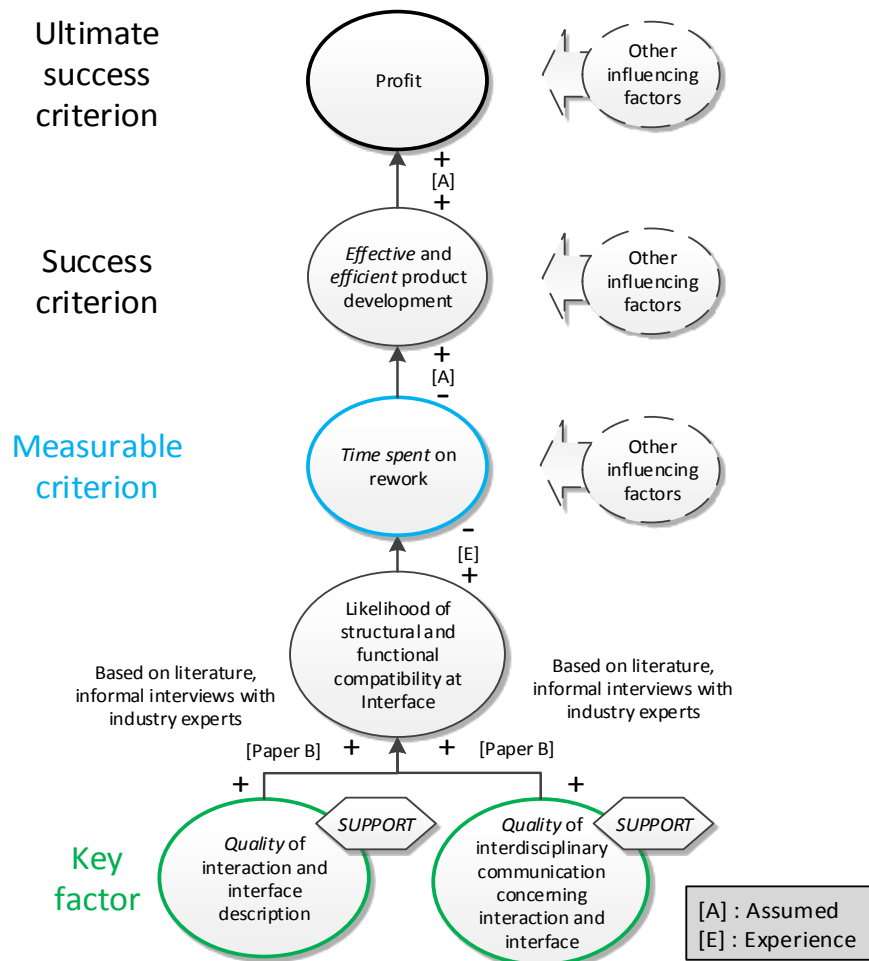 Ultimate
success
criterion
Profit
Other
influencing
factors
+
[A]
+
Success
criterion
Effective and
efficient product
development
Other
influencing
factors
+
[A]
-
Measurable
criterion
Time spent on
rework
Other
influencing
factors
-
[E]
+
Likelihood of
structural and
functional
compatibility at
Interface
Based on literature,
informal interviews with
industry experts
Based on literature,
informal interviews with
industry experts
[Paper B]
+
+
[Paper B]
+
+
Key
factor
Quality of
interaction and
interface
description
SUPPORT
Quality of
interdisciplinary
communication
concerning
interaction and
interface
SUPPORT
[A] : Assumed
[E] : Experience